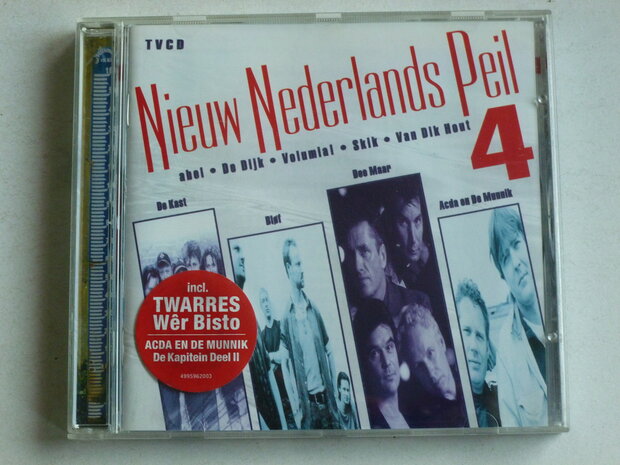 TVCD
Nieuw Nederlands Peil
4
abel • De Dijk • Volumia! • Skik • Van Dik Hout
De Kast
Bløf
Doe Maar
Acda en De Munnik
incl.
TWARRES
Wêr Bisto
ACDA EN DE MUNNIK
De Kapitein Deel II
4995962003